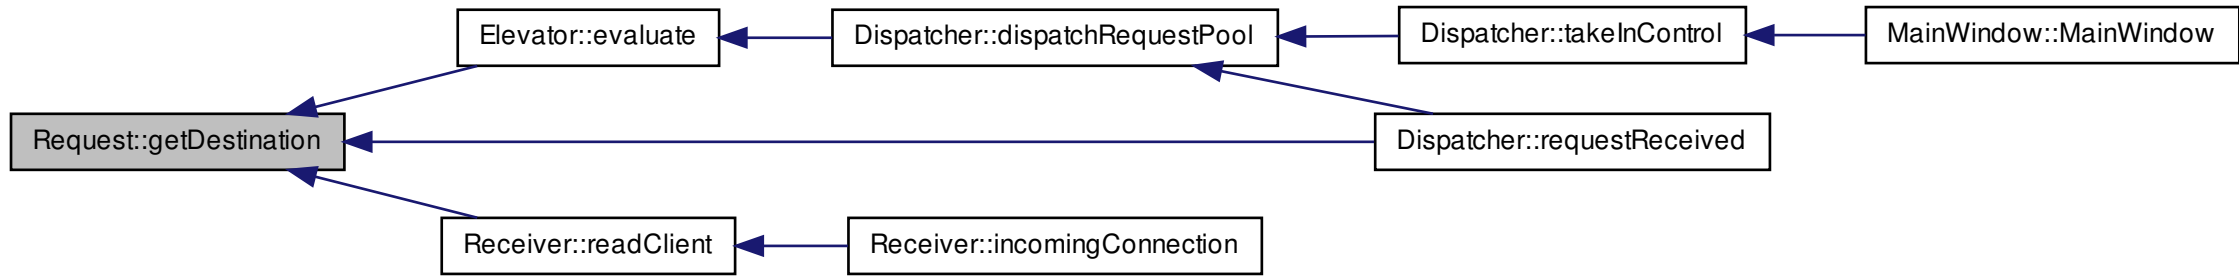 Elevator::evaluate
Dispatcher::dispatchRequestPool
Dispatcher::takeInControl
MainWindow::MainWindow
Request::getDestination
Dispatcher::requestReceived
Receiver::readClient
Receiver::incomingConnection